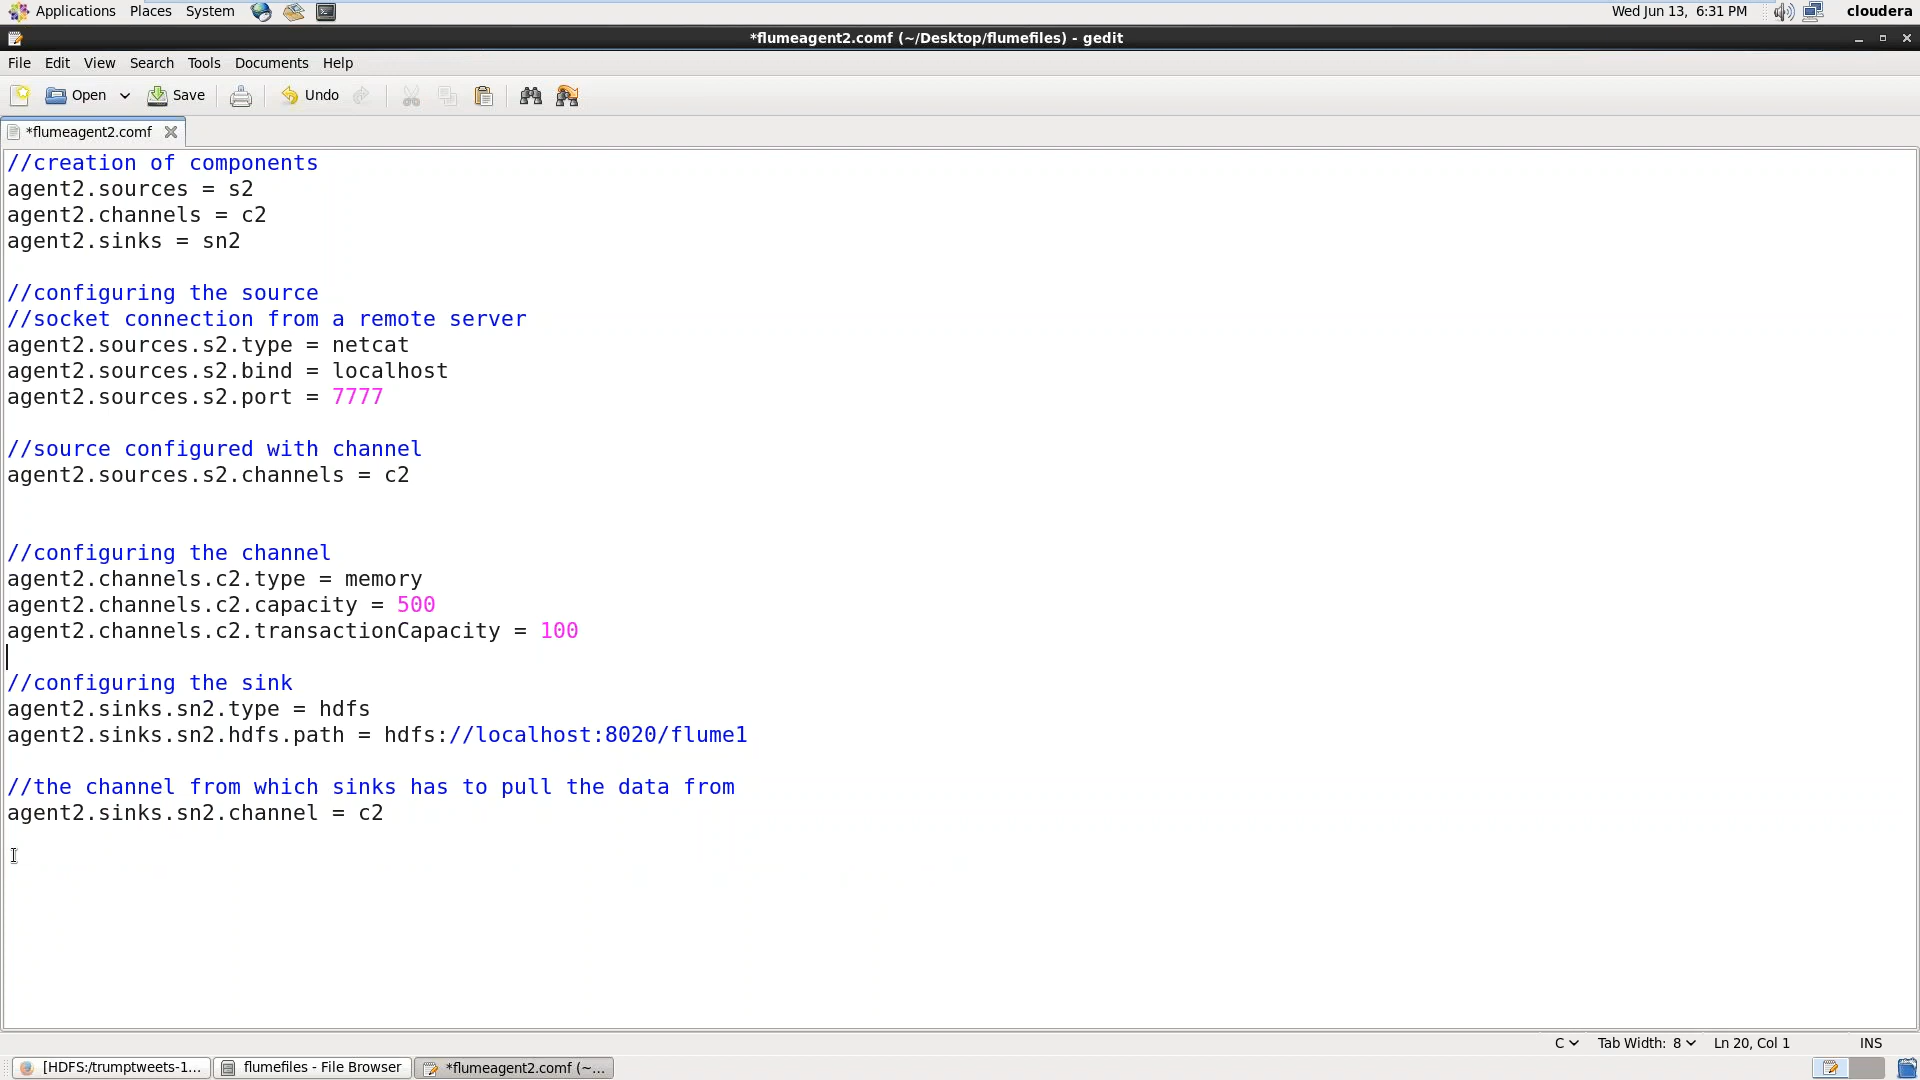 Applications Places System Wed Jun 13, 6:31 PM cloudera
*flumeagent2.comf (~/Desktop/flumefiles) - gedit
File Edit View Search Tools Documents Help
Open Save Undo
*flumeagent2.comf
//creation of components
agent2.sources = s2
agent2.channels = c2
agent2.sinks = sn2
//configuring the source
//socket connection from a remote server
agent2.sources.s2.type = netcat
agent2.sources.s2.bind = localhost
agent2.sources.s2.port = 7777
//source configured with channel
agent2.sources.s2.channels = c2
//configuring the channel
agent2.channels.c2.type = memory
agent2.channels.c2.capacity = 500
agent2.channels.c2.transactionCapacity = 100
//configuring the sink
agent2.sinks.sn2.type = hdfs
agent2.sinks.sn2.hdfs.path = hdfs://localhost:8020/flume1
//the channel from which sinks has to pull the data from
agent2.sinks.sn2.channel = c2
C Tab Width: 8 Ln 20, Col 1 INS
[HDFS:/trumptweets-1... flumefiles - File Browser *flumeagent2.comf (~...